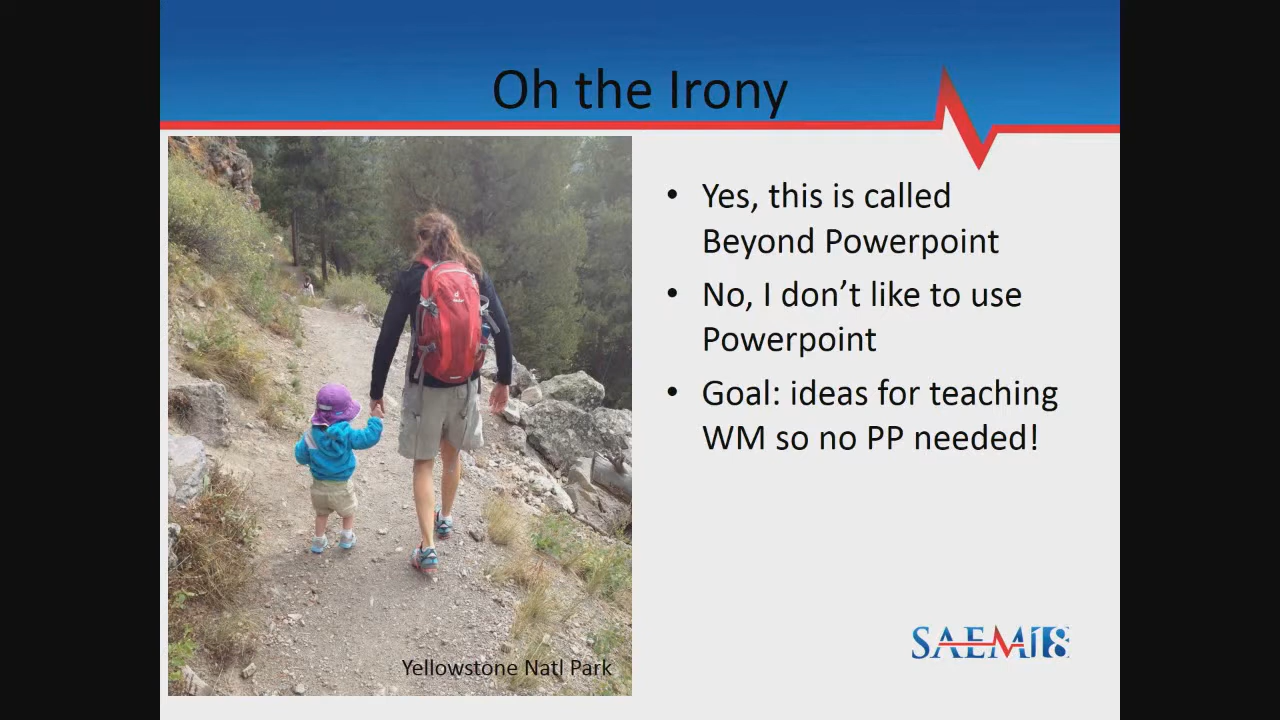 Oh the Irony
• Yes, this is called
Beyond Powerpoint
• No, I don’t like to use
Powerpoint
• Goal: ideas for teaching
WM so no PP needed!
Yellowstone Natl Park
SAEM18